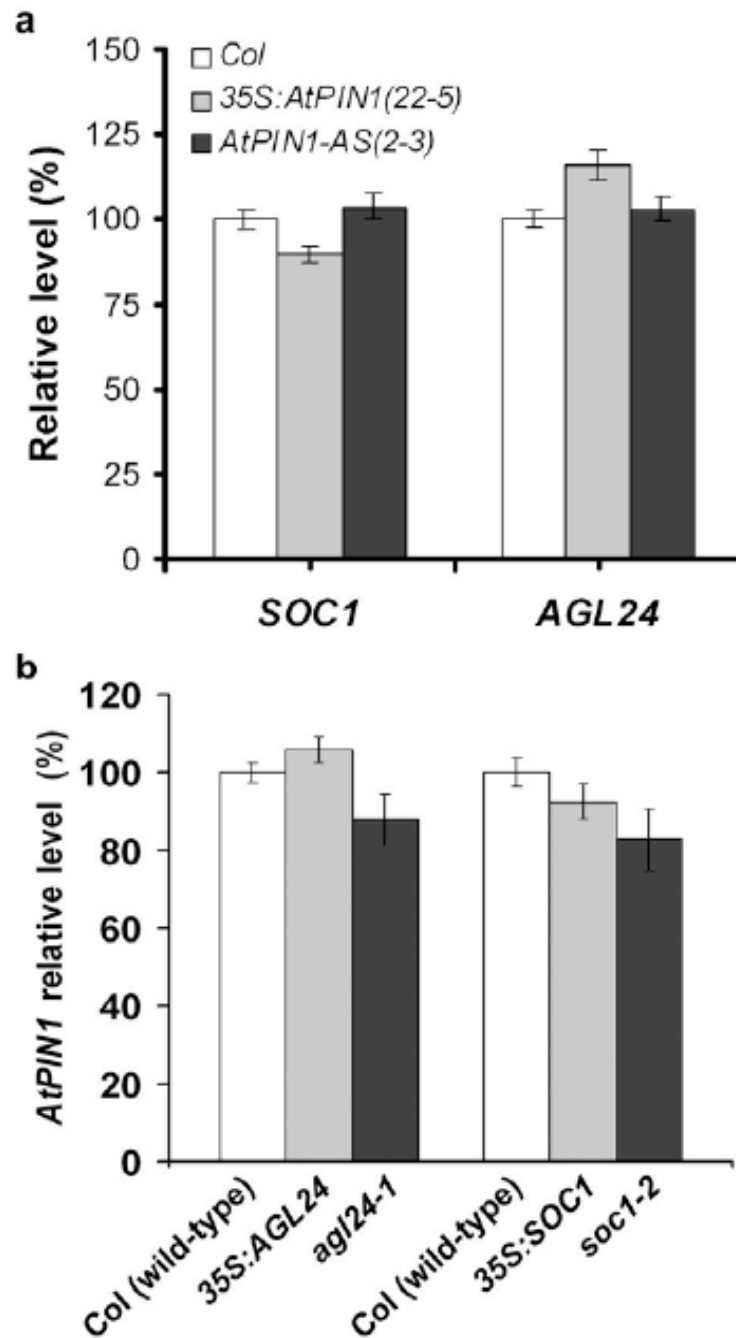 a
150
125
100
75
50
25
0
Relative level (%)
Col
35S:AtPIN1(22-5)
AtPIN1-AS(2-3)
SOC1 AGL24
b
120
100
80
60
40
20
0
AtPIN1 relative level (%)
Col (wild-type)
35S:AGL24
agl24-1
Col (wild-type)
35S:SOC1
soc1-2